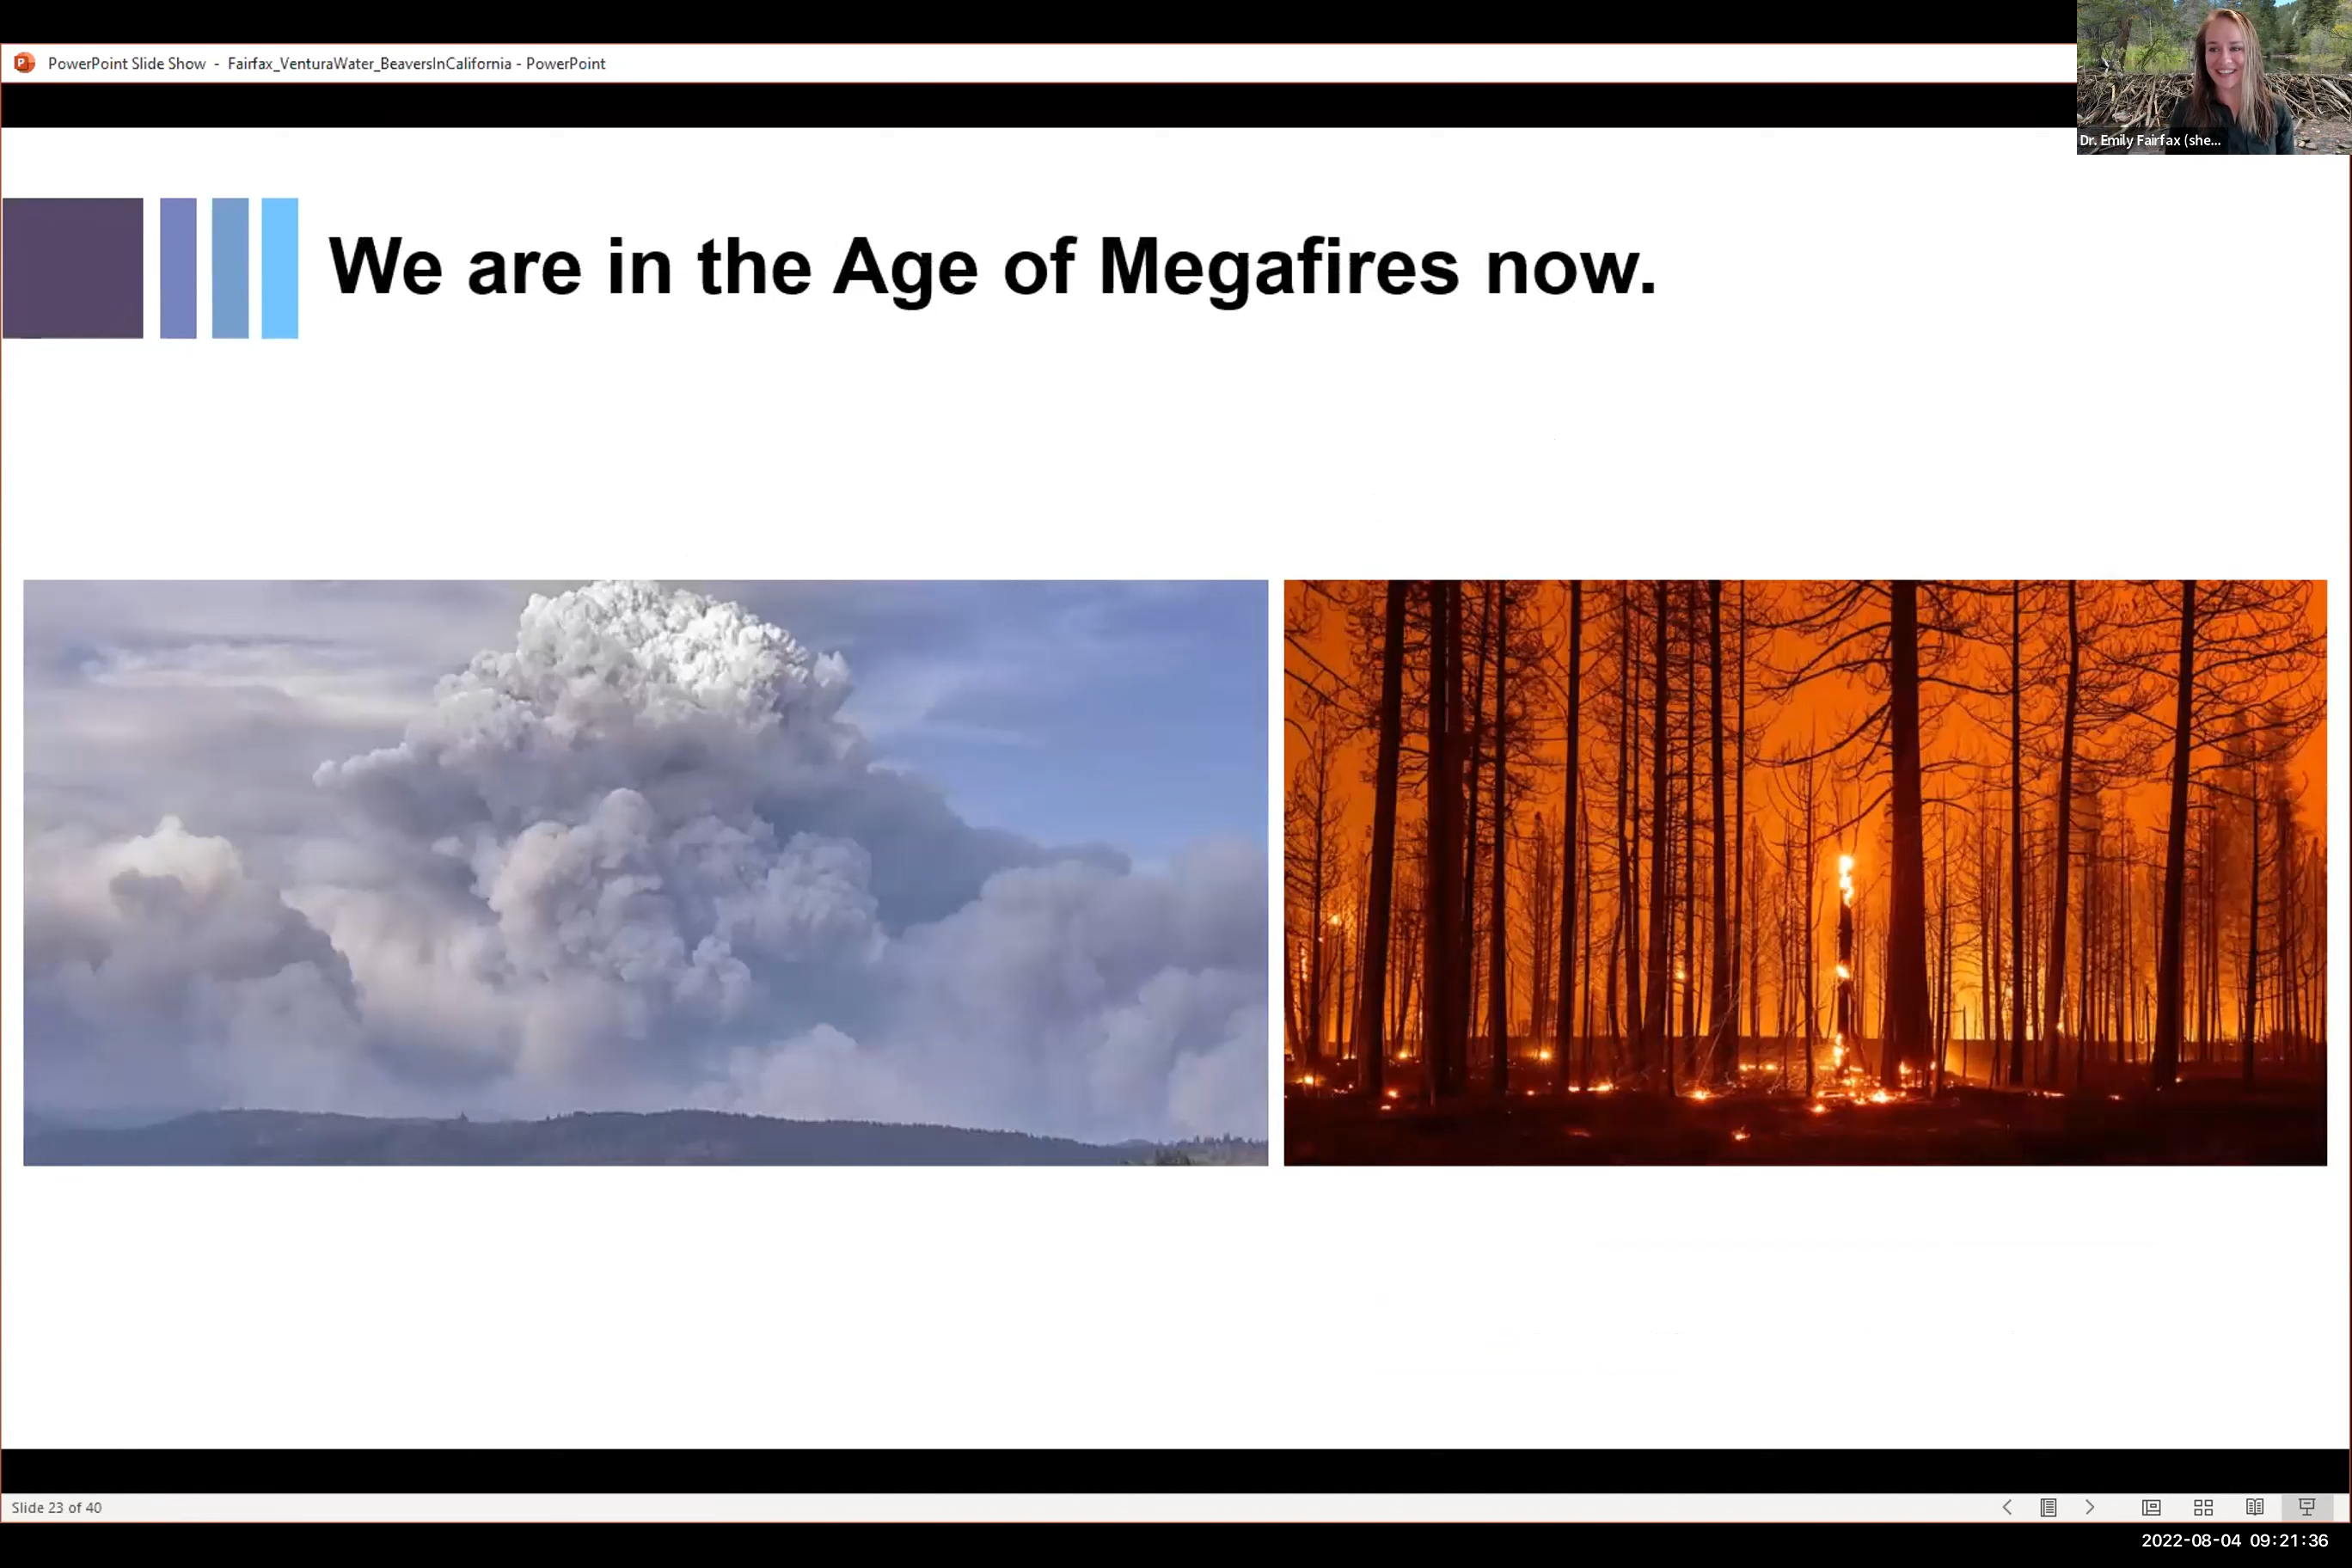 PowerPoint Slide Show - Fairfax_VenturaWater_BeaversInCalifornia - PowerPoint
Dr. Emily Fairfax (she...
We are in the Age of Megafires now.
Slide 23 of 40
2022-08-04 09:21:36